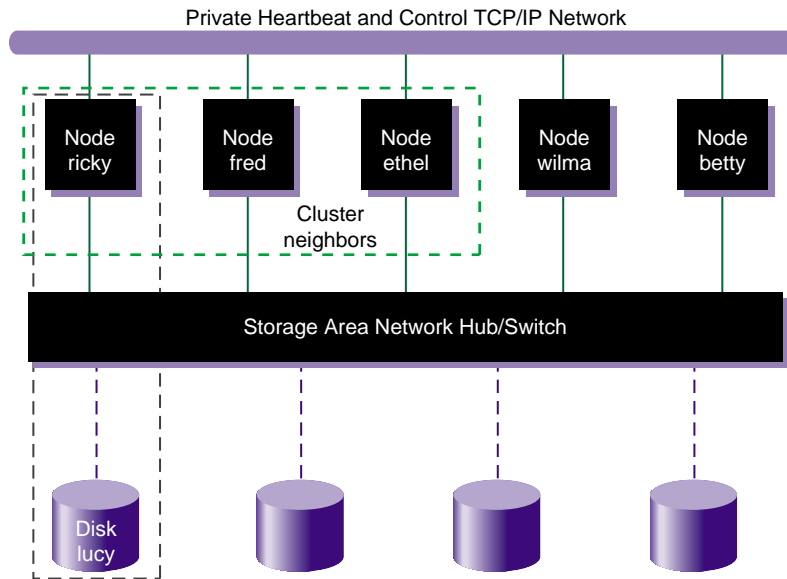 Private Heartbeat and Control TCP/IP Network
Node
ricky
Node
fred
Node
ethel
Node
wilma
Node
betty
Cluster
neighbors
Storage Area Network Hub/Switch
Disk
lucy